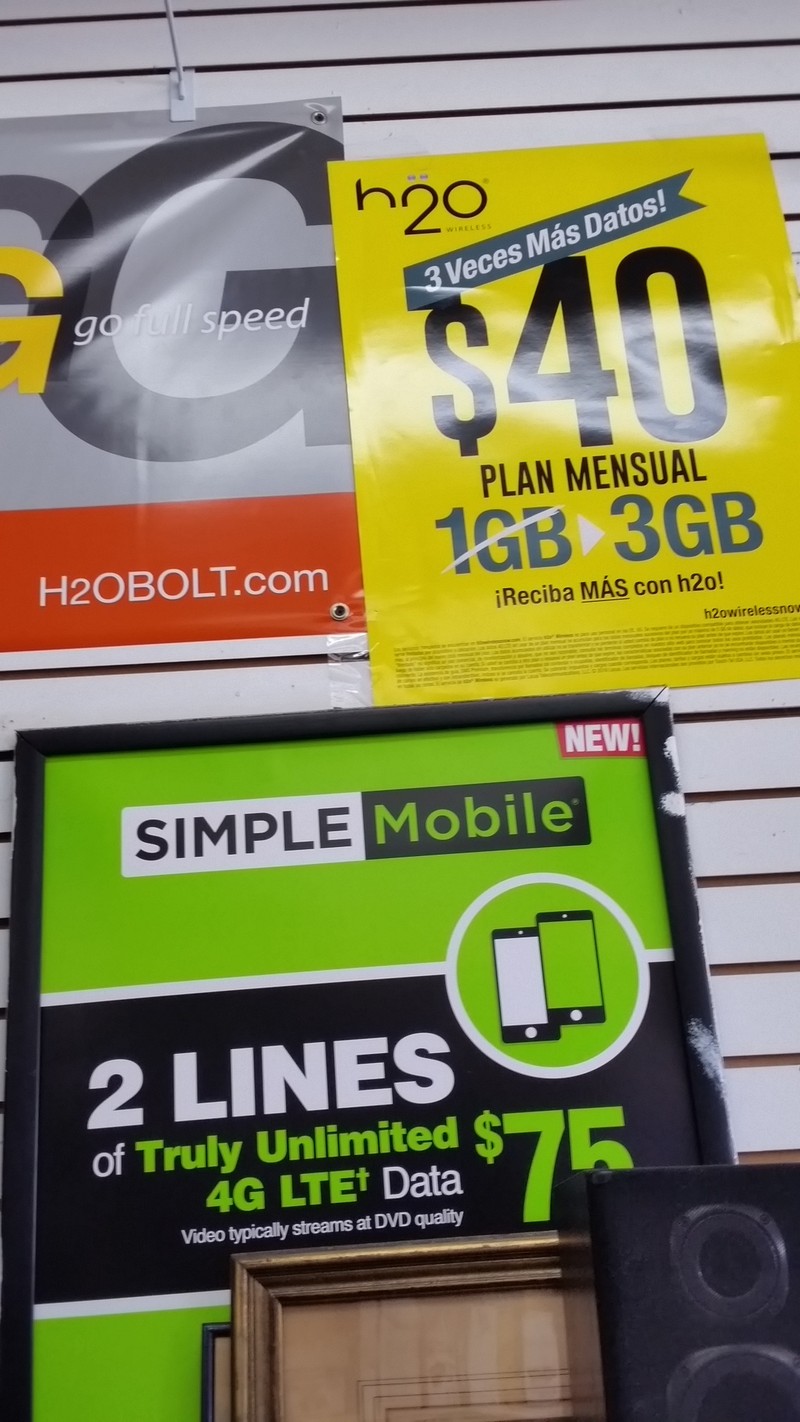 G
go full speed
H2OBOLT.com
h2o
WIRELESS
3 Veces Más Datos!
$40
PLAN MENSUAL
1GB 3GB
¡Reciba MÁS con h2o!
h2owirelessnow
NEW!
SIMPLE Mobile
2 LINES
of Truly Unlimited
4G LTE† Data
$75
Video typically streams at DVD quality